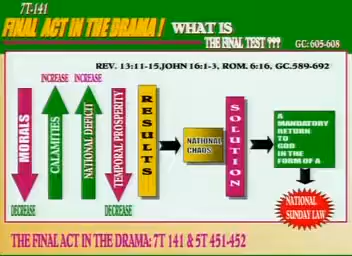 7T-141
FINAL ACT IN THE DRAMA! WHAT IS
THE FINAL TEST ??? GC: 605-608
REV. 13:11-15,JOHN 16:1-3, ROM. 6:16, GC.589-692
INCREASE INCREASE
MORALS
CALAMITIES
NATIONAL DEFICIT
TEMPORAL PROSPERITY
RESULTS
NATIONAL
CHAOS
SOLUTION
A
MANDATORY
RETURN
TO
GOD
IN THE
FORM OF A
DECREASE DECREASE
NATIONAL
SUNDAY LAW
THE FINAL ACT IN THE DRAMA: 7T 141 & 5T 451-452